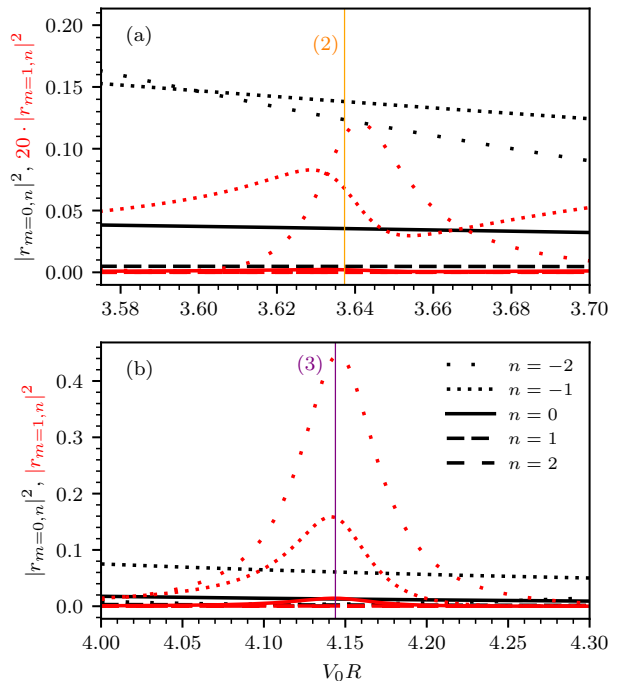 (a)
(2)
0.20
0.15
0.10
0.05
0.00
|r_{m=0,n}|^2, 20 · |r_{m=1,n}|^2
3.58 3.60 3.62 3.64 3.66 3.68 3.70
(b)
(3)
n = −2
n = −1
n = 0
n = 1
n = 2
0.4
0.3
0.2
0.1
0.0
|r_{m=0,n}|^2, |r_{m=1,n}|^2
4.00 4.05 4.10 4.15 4.20 4.25 4.30
V_0R